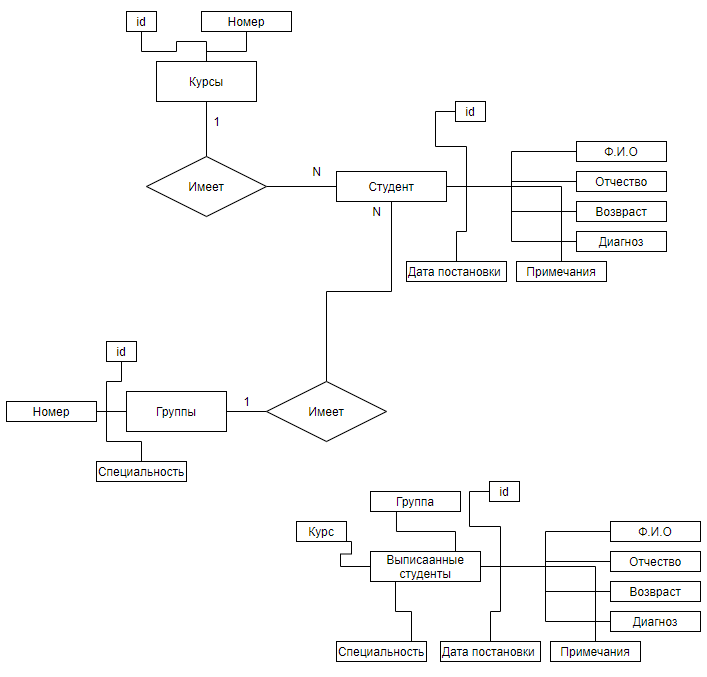 id
Номер
Курсы
1
Имеет
N
Студент
N
id
Ф.И.О
Отчество
Возвраст
Диагноз
Дата постановки
Примечания
id
Номер
Группы
1
Имеет
Специальность
id
Группа
Курс
Выписаанные
студенты
Ф.И.О
Отчество
Возвраст
Диагноз
Специальность
Дата постановки
Примечания